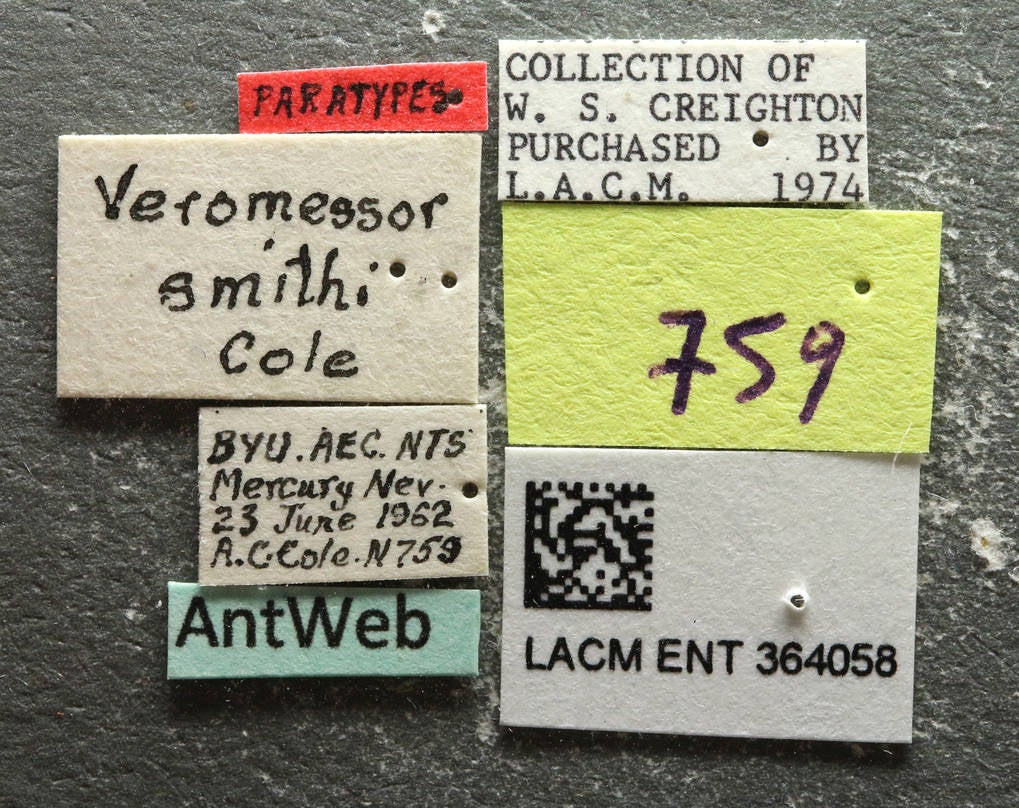 PARATYPES
Veromessor
smithi
Cole
BYU. AEC. NTS
Mercury Nev.
23 June 1962
A.C.Cole. N759
AntWeb
COLLECTION OF
W. S. CREIGHTON
PURCHASED BY
L.A.C.M. 1974
759
LACM ENT 364058